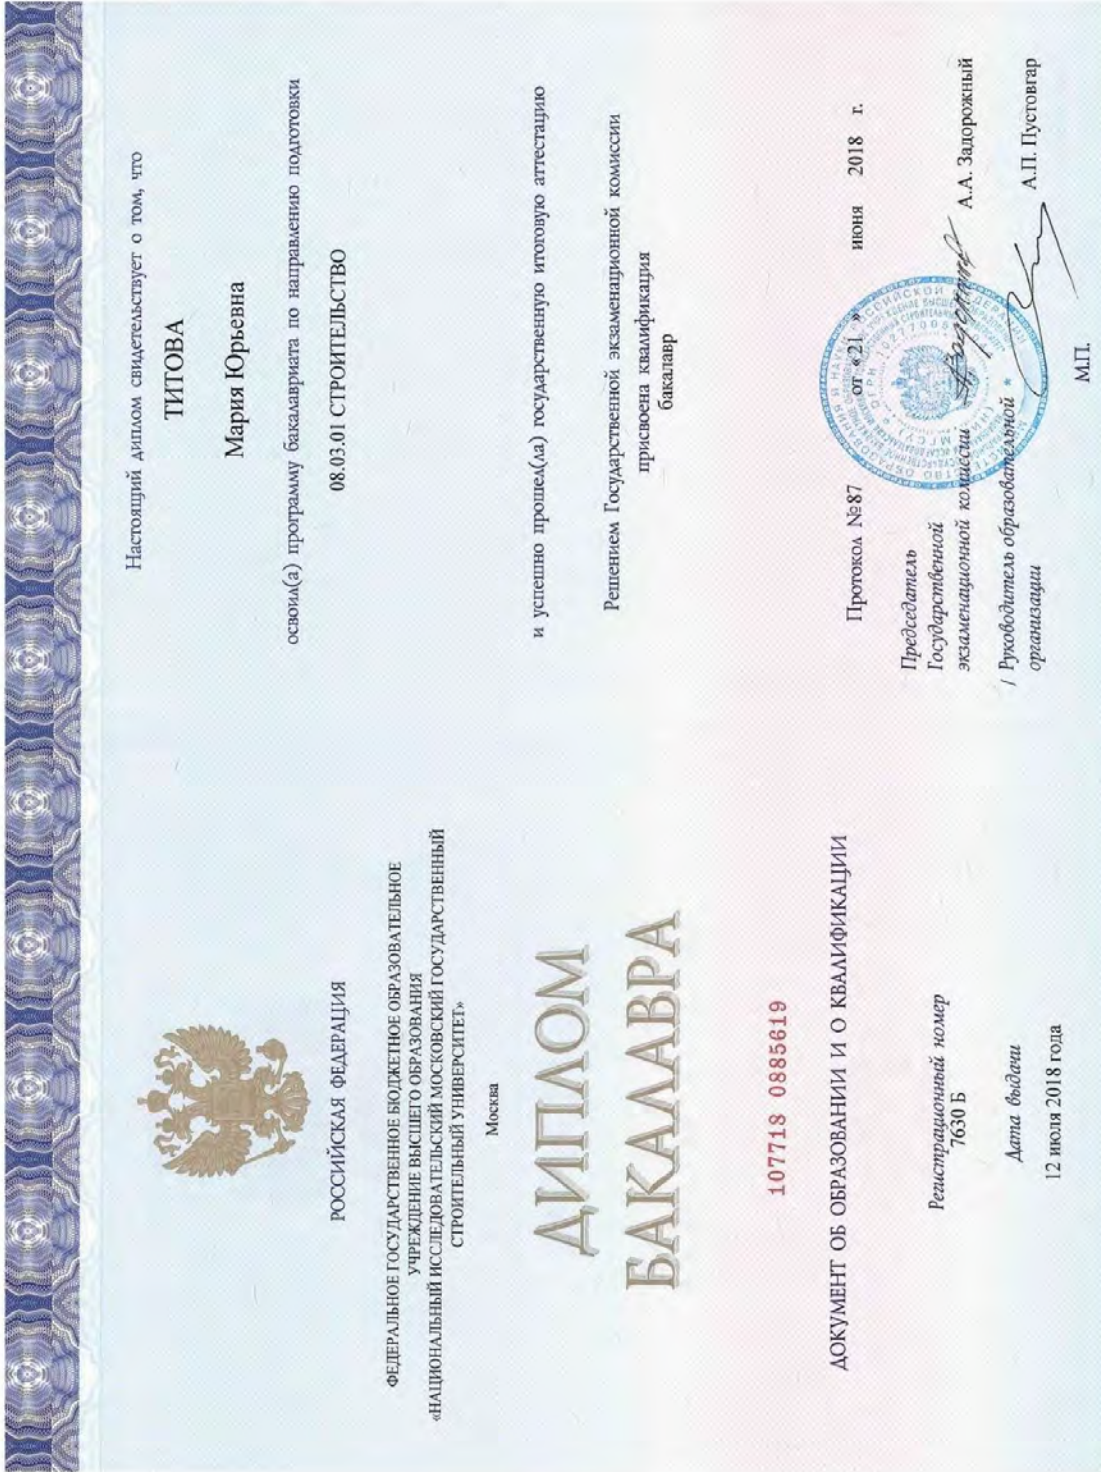 РОССИЙСКАЯ ФЕДЕРАЦИЯ
ФЕДЕРАЛЬНОЕ ГОСУДАРСТВЕННОЕ БЮДЖЕТНОЕ ОБРАЗОВАТЕЛЬНОЕ
УЧРЕЖДЕНИЕ ВЫСШЕГО ОБРАЗОВАНИЯ
«НАЦИОНАЛЬНЫЙ ИССЛЕДОВАТЕЛЬСКИЙ МОСКОВСКИЙ ГОСУДАРСТВЕННЫЙ
СТРОИТЕЛЬНЫЙ УНИВЕРСИТЕТ»
Москва
ДИПЛОМ
БАКАЛАВРА
107718 0885619
ДОКУМЕНТ ОБ ОБРАЗОВАНИИ И О КВАЛИФИКАЦИИ
Регистрационный номер
7630 Б
Дата выдачи
12 июля 2018 года
Настоящий диплом свидетельствует о том, что
ТИТОВА
Мария Юрьевна
освоил(а) программу бакалавриата по направлению подготовки
08.03.01 СТРОИТЕЛЬСТВО
и успешно прошел(ла) государственную итоговую аттестацию
Решением Государственной экзаменационной комиссии
присвоена квалификация
бакалавр
Протокол №87 от «21 » июня 2018 г.
Председатель
Государственной
экзаменационной комиссии А.А. Задорожный
/ Руководитель образовательной А.П. Пустовгар
организации
М.П.